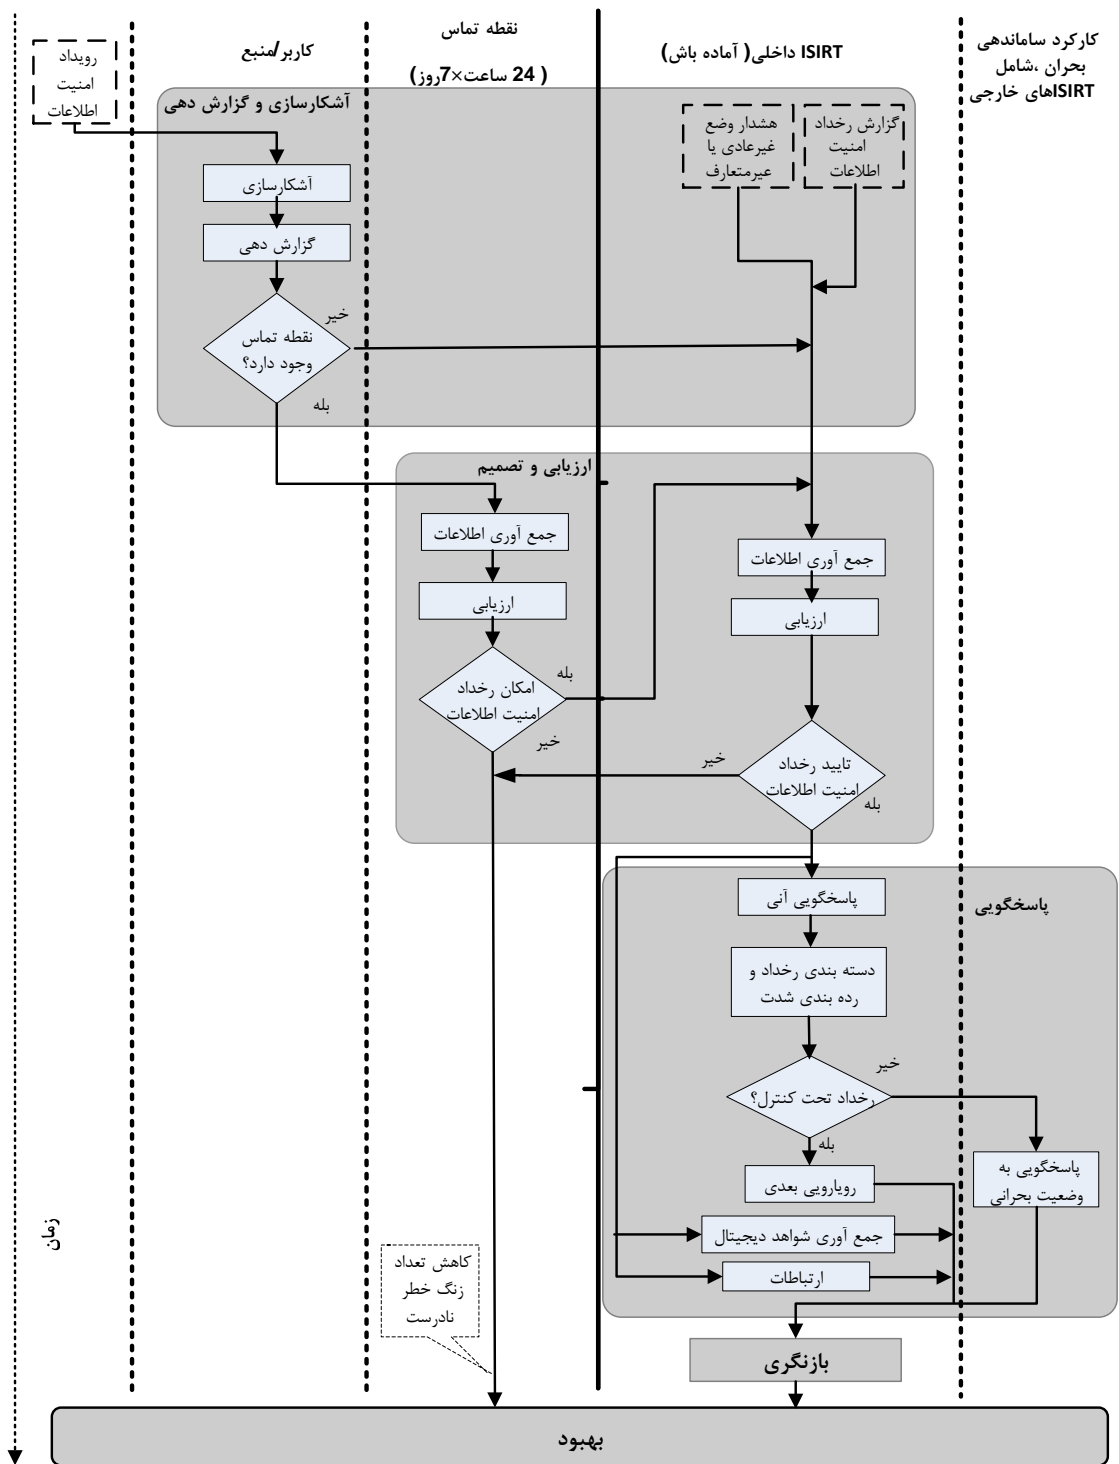 نقطه تماس
( 24 ساعت×7روز)
کاربر/منبع
ISIRT داخلی( آماده باش)
کارکرد ساماندهی
بحران ،شامل
ISIRTهای خارجی
رویداد
امنیت
اطلاعات
آشکارسازی و گزارش دهی
گزارش رخداد
امنیت
اطلاعات
هشدار وضع
غیرعادی یا
عیرمتعارف
آشکارسازی
گزارش دهی
خیر
نقطه تماس
وجود دارد؟
بله
ارزیابی و تصمیم
جمع آوری اطلاعات
ارزیابی
بله
امکان رخداد
امنیت اطلاعات
خیر
جمع آوری اطلاعات
ارزیابی
خیر
تایید رخداد
امنیت اطلاعات
بله
پاسخگویی
پاسخگویی آنی
دسته بندی رخداد و
رده بندی شدت
خیر
رخداد تحت کنترل؟
بله
پاسخگویی به
وضعیت بحرانی
رویارویی بعدی
جمع آوری شواهد دیجیتال
ارتباطات
زمان
کاهش تعداد
زنگ خطر
نادرست
بازنگری
بهبود